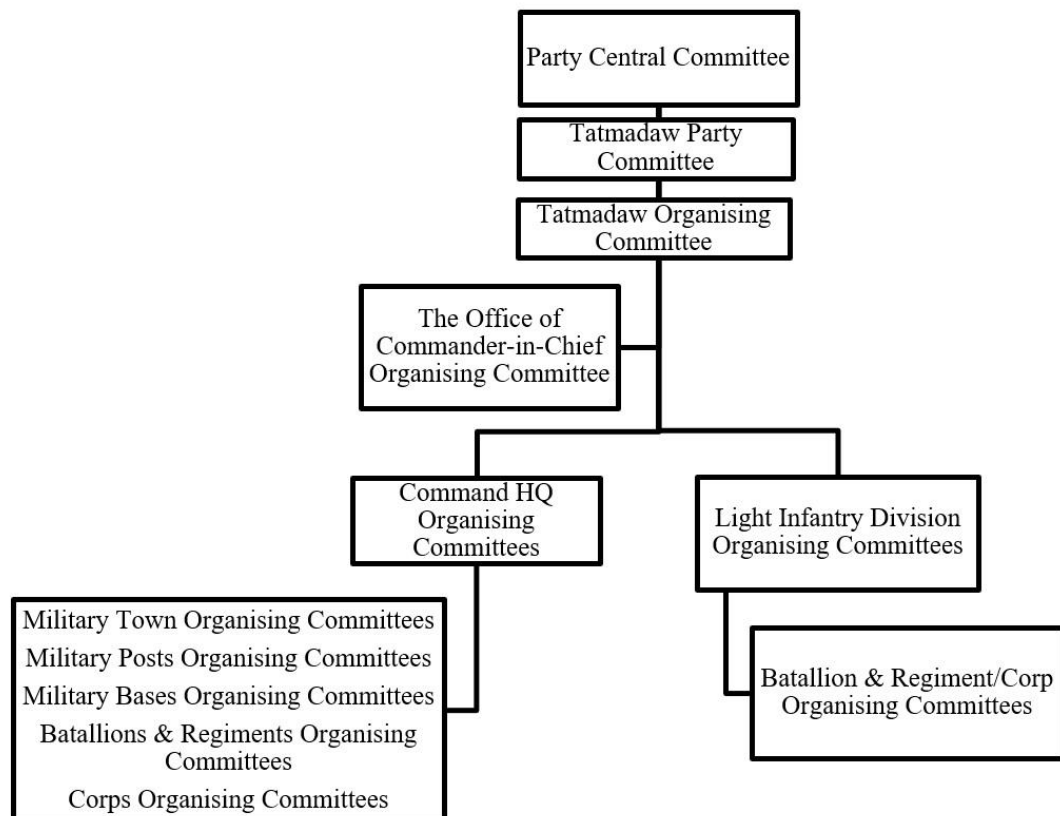 Party Central Committee
Tatmadaw Party
Committee
Tatmadaw Organising
Committee
The Office of
Commander-in-Chief
Organising Committee
Command HQ
Organising
Committees
Light Infantry Division
Organising Committees
Military Town Organising Committees
Military Posts Organising Committees
Military Bases Organising Committees
Batallions & Regiments Organising
Committees
Corps Organising Committees
Batallion & Regiment/Corp
Organising Committees